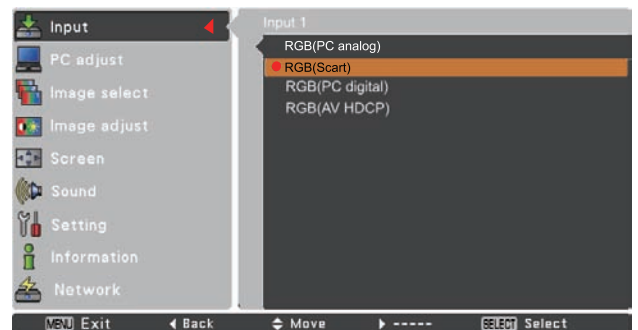 Input
PC adjust
Image select
Image adjust
Screen
Sound
Setting
Information
Network
Input 1
RGB(PC analog)
RGB(Scart)
RGB(PC digital)
RGB(AV HDCP)
MENU Exit Back Move ----- SELECT Select